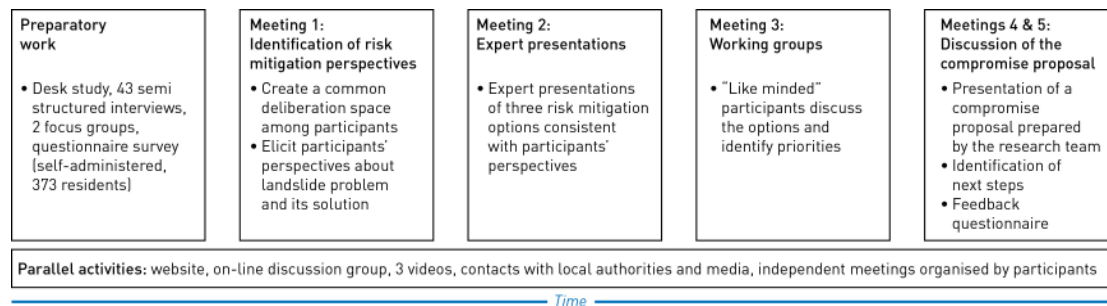 Preparatory
work
• Desk study, 43 semi
structured interviews,
2 focus groups,
questionnaire survey
(self-administered,
373 residents)
Meeting 1:
Identification of risk
mitigation perspectives
• Create a common
deliberation space
among participants
• Elicit participants'
perspectives about
landslide problem
and its solution
Meeting 2:
Expert presentations
• Expert presentations
of three risk mitigation
options consistent
with participants'
perspectives
Meeting 3:
Working groups
• "Like minded"
participants discuss
the options and
identify priorities
Meetings 4 & 5:
Discussion of the
compromise proposal
• Presentation of a
compromise
proposal prepared
by the research team
• Identification of
next steps
• Feedback
questionnaire
Parallel activities: website, on-line discussion group, 3 videos, contacts with local authorities and media, independent meetings organised by participants
Time